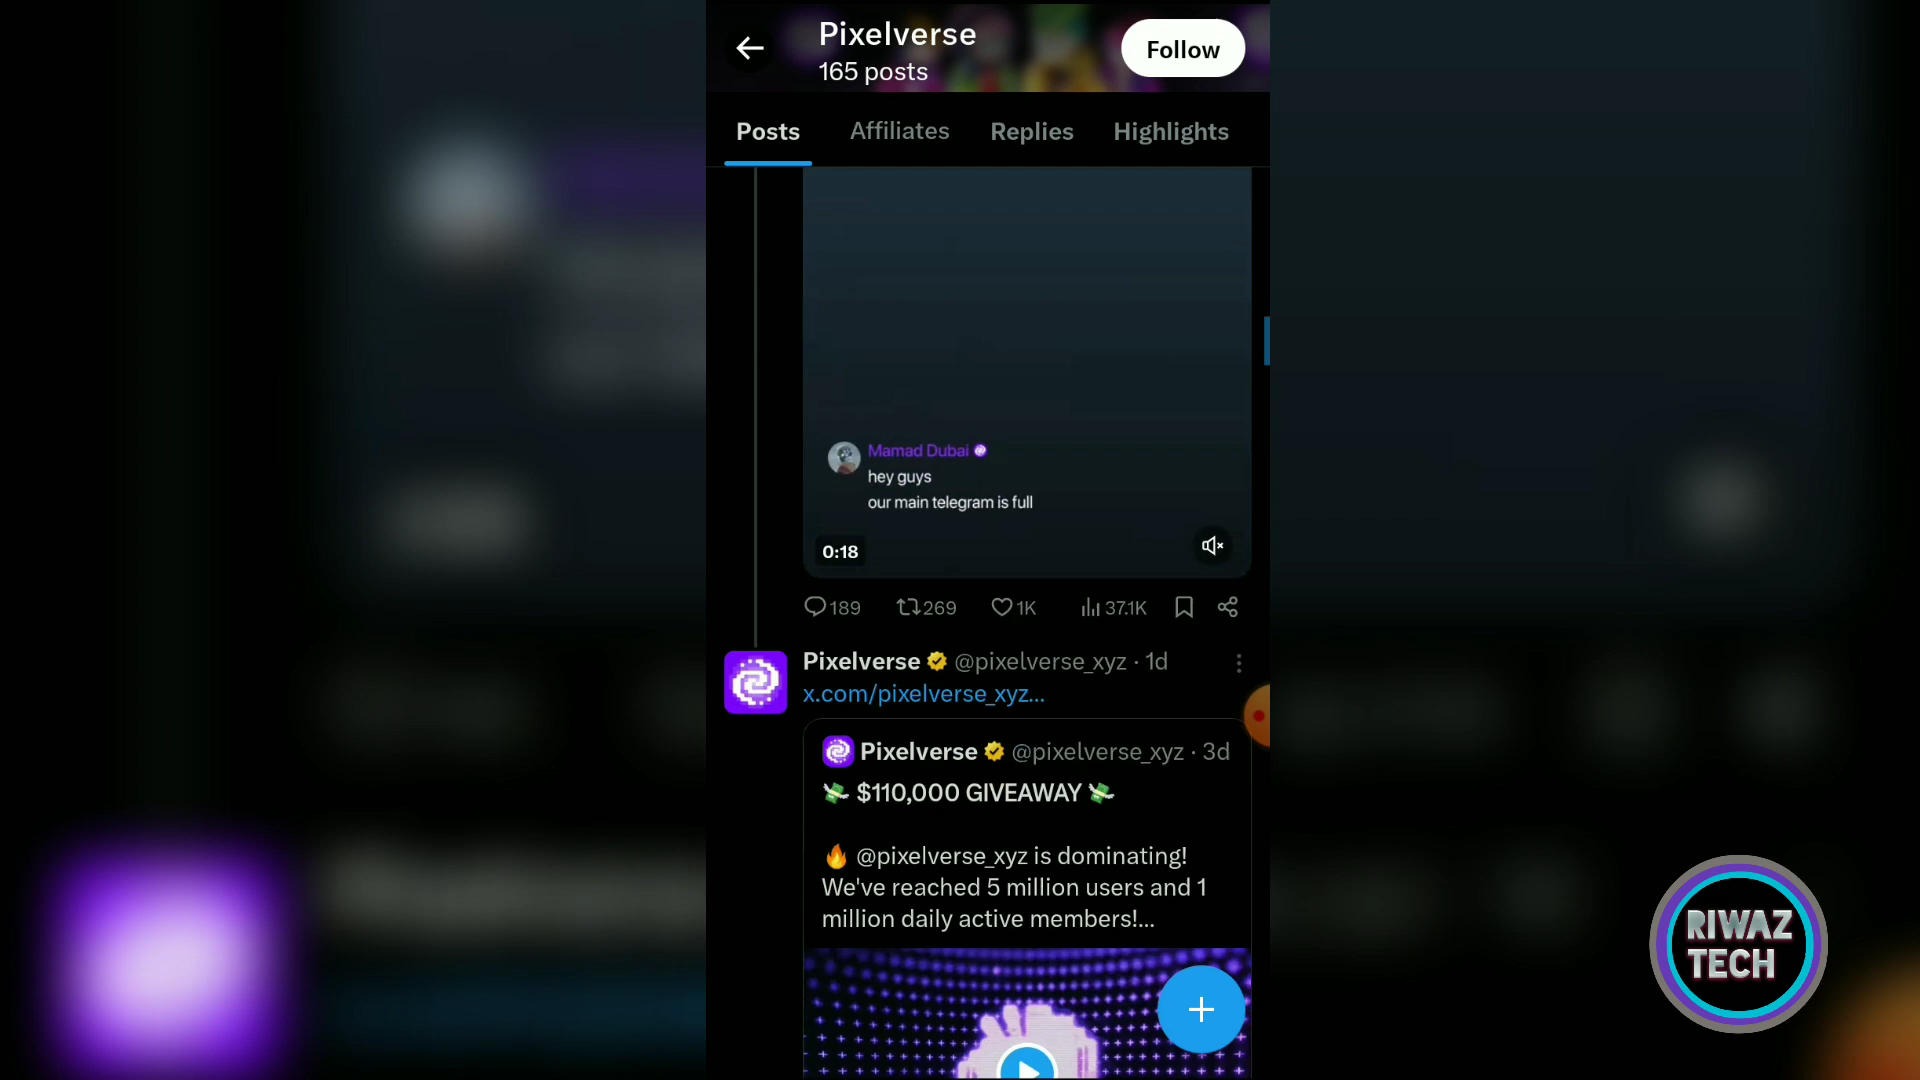 Pixelverse
165 posts
Follow
Posts
Affiliates
Replies
Highlights
Mamad Dubai
hey guys
our main telegram is full
0:18
189
269
1K
37.1K
Pixelverse @pixelverse_xyz · 1d
x.com/pixelverse_xyz...
Pixelverse @pixelverse_xyz · 3d
💸 $110,000 GIVEAWAY 💸
🔥 @pixelverse_xyz is dominating!
We've reached 5 million users and 1
million daily active members!...
RIWAZ
TECH